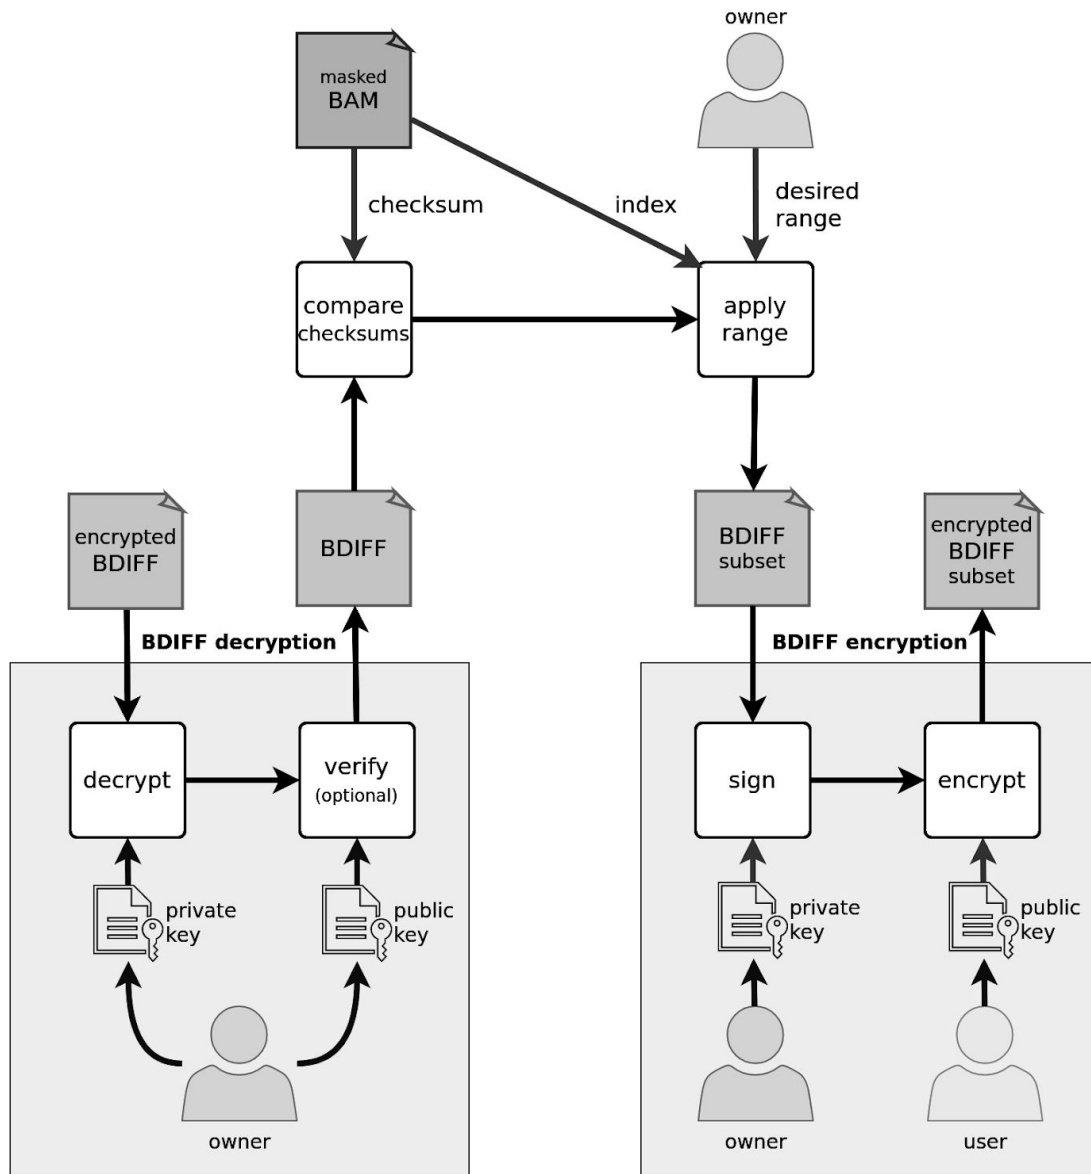 owner
masked
BAM
checksum
index
desired
range
compare
checksums
apply
range
encrypted
BDIFF
BDIFF
BDIFF
subset
encrypted
BDIFF
subset
BDIFF decryption
BDIFF encryption
decrypt
verify
(optional)
sign
encrypt
private
key
public
key
private
key
public
key
owner
owner
user